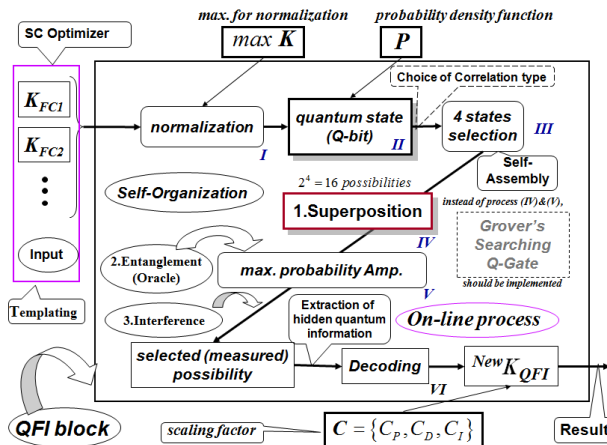 max. for normalization
probability density function
SC Optimizer
max K
P
Choice of Correlation type
K_FC1
K_FC2
normalization
I
quantum state
(Q-bit)
II
4 states
selection
III
Self-
Assembly
Self-Organization
2^4 = 16 possibilities
1.Superposition
IV
instead of process (IV)&(V),
Grover's
Searching
Q-Gate
should be implemented
Input
2.Entanglement
(Oracle)
max. probability Amp.
V
Templating
3.Interference
Extraction of
hidden quantum
information
On-line process
selected (measured)
possibility
Decoding
VI
New K_QFI
QFI block
scaling factor
C = {C_P, C_D, C_I}
Result